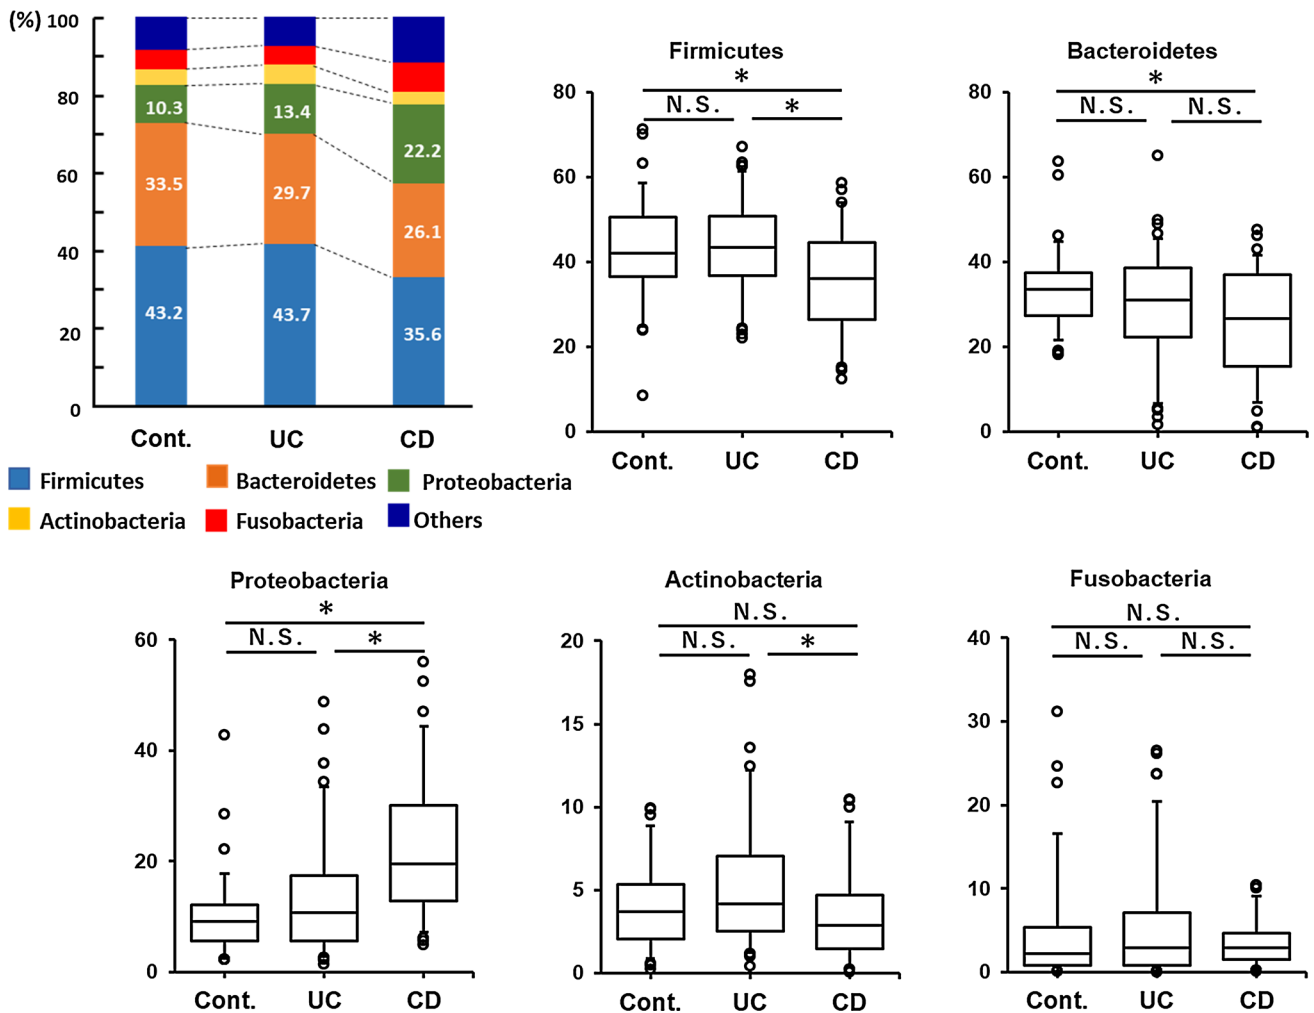 (%)
100
80
60
40
20
0
10.3
13.4
22.2
33.5
29.7
26.1
43.2
43.7
35.6
Cont. UC CD
Firmicutes Bacteroidetes Proteobacteria
Actinobacteria Fusobacteria Others
Firmicutes
*
N.S. *
80
60
40
20
0
Cont. UC CD
Bacteroidetes
*
N.S. N.S.
80
60
40
20
0
Cont. UC CD
Proteobacteria
*
N.S. *
60
40
20
0
Cont. UC CD
Actinobacteria
N.S.
N.S. *
20
15
10
5
0
Cont. UC CD
Fusobacteria
N.S.
N.S. N.S.
40
30
20
10
0
Cont. UC CD